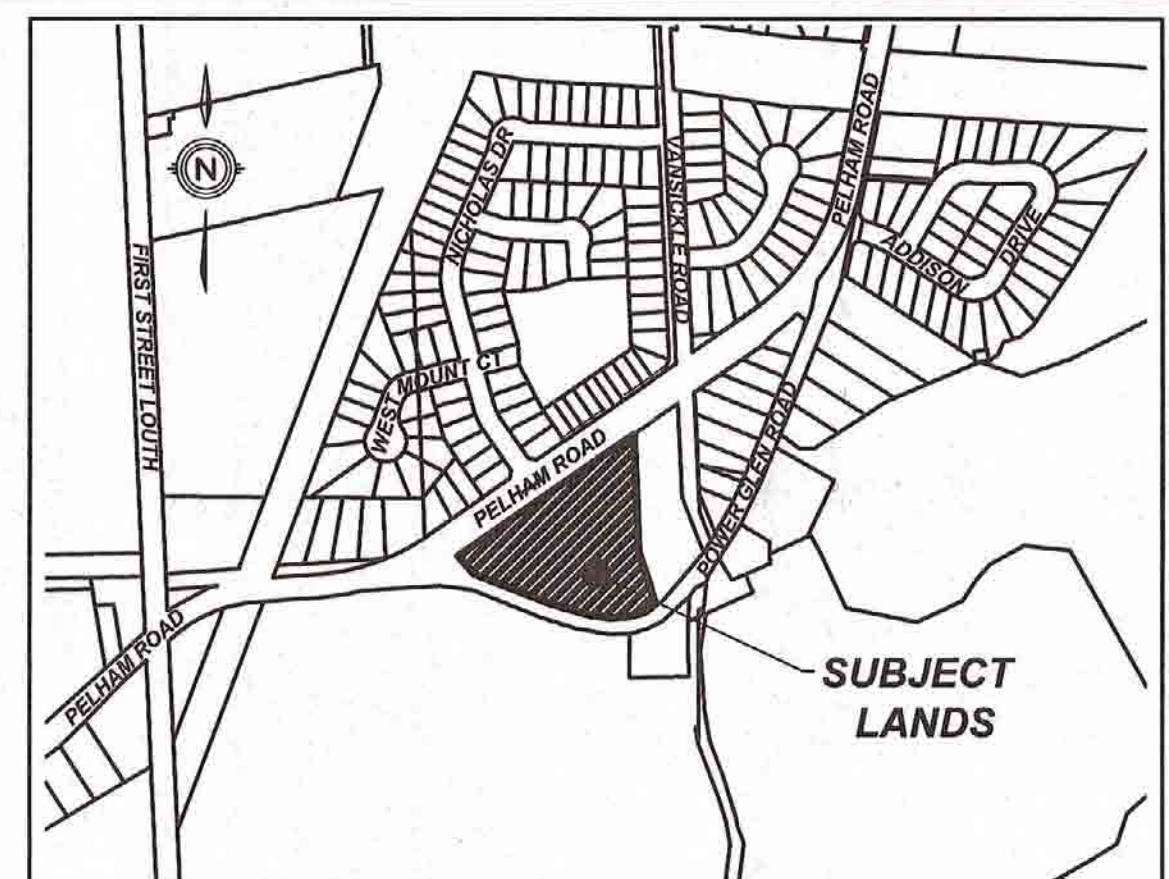 N
FIRST STREET LOUTH
NICHOLAS DR
VANSICKLE ROAD
PELHAM ROAD
ADDISON
DRIVE
WEST MOUNT CT
PELHAM ROAD
POWER GLEN ROAD
PELHAM ROAD
SUBJECT
LANDS